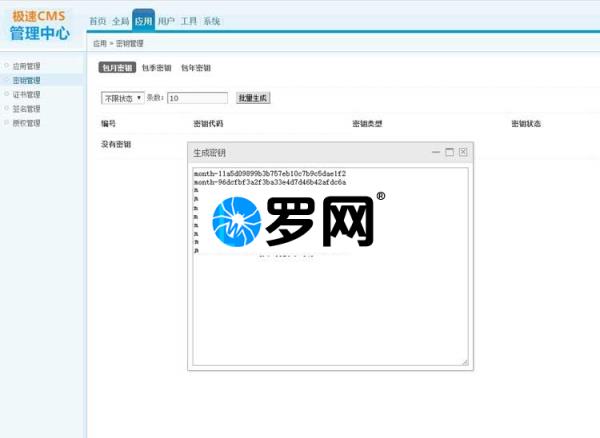 极速CMS
管理中心
首页 全局 应用 用户 工具 系统
应用 » 密钥管理
应用管理
密钥管理
证书管理
签名管理
授权管理
包月密钥 包季密钥 包年密钥
不限状态 条数: 10 批量生成
编号 密钥代码 密钥类型 密钥状态
没有密钥
生成密钥
month-11a5d09899b3b757eb10c7b9c5dae1f2
month-96dcfbf3a2f3ba33e4d7d46b42afdc6a
罗网®